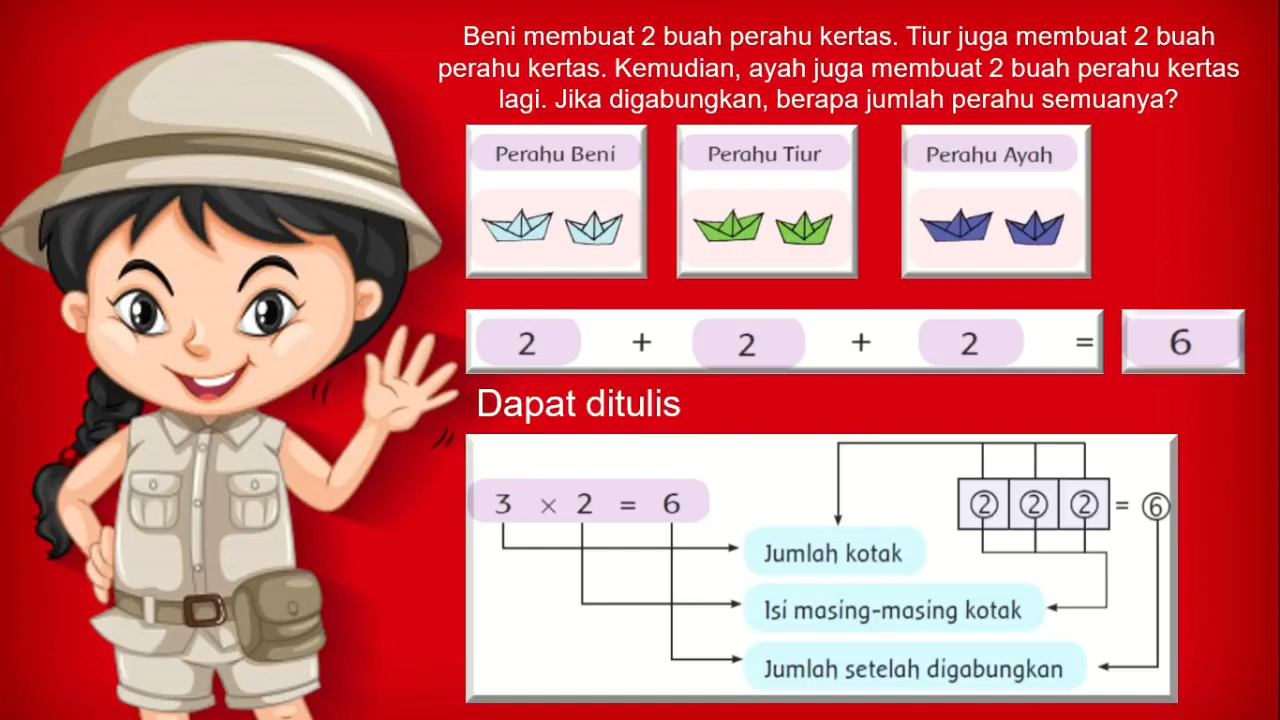 Beni membuat 2 buah perahu kertas. Tiur juga membuat 2 buah
perahu kertas. Kemudian, ayah juga membuat 2 buah perahu kertas
lagi. Jika digabungkan, berapa jumlah perahu semuanya?
Perahu Beni
Perahu Tiur
Perahu Ayah
2 + 2 + 2 = 6
Dapat ditulis
3 × 2 = 6
② ② ② = ⑥
Jumlah kotak
Isi masing-masing kotak
Jumlah setelah digabungkan